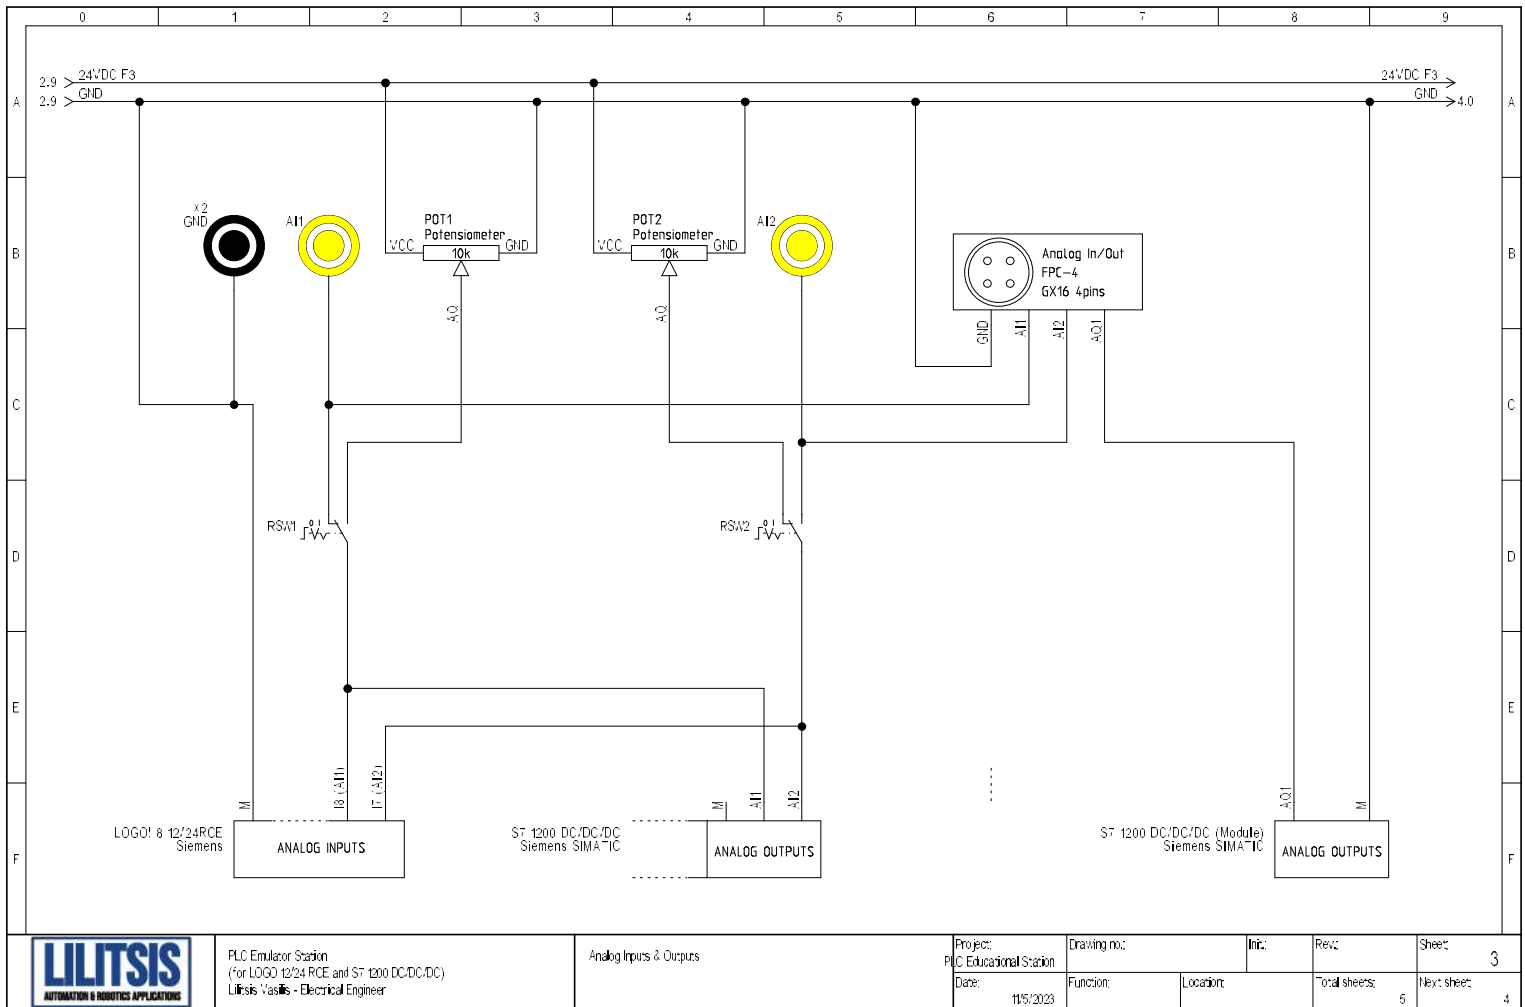 0 1 2 3 4 5 6 7 8 9
2.9 24VDC F3 24VDC F3
A 2.9 GND GND 4.0 A
X2
GND
AI1
POT1
Potensiometer
VCC 10k GND
AQ
POT2
Potensiometer
VCC 10k GND
AQ
AI2
B B
Analog In/Out
FPC-4
GX16 4pins
GND AI1 AI2 AQ1
C C
RSW1 0 1
RSW2 0 1
D D
E E
M I8 (AI1) I7 (AI2)
LOGO! 8 12/24RCE
Siemens
ANALOG INPUTS
M AI1 AI2
S7 1200 DC/DC/DC
Siemens SIMATIC
ANALOG OUTPUTS
AQ1 M
S7 1200 DC/DC/DC (Module)
Siemens SIMATIC
ANALOG OUTPUTS
F F
LILITSIS
AUTOMATION & ROBOTICS APPLICATIONS
PLC Emulator Station
(for LOGO 12/24 RCE and S7 1200 DC/DC/DC)
Lilitsis Vasilis - Electrical Engineer
Analog Inputs & Outputs
Project: Drawing no.: Init.: Rev.: Sheet:
PLC Educational Station 3
Date: Function: Location: Total sheets: Next sheet:
11/5/2023 5 4